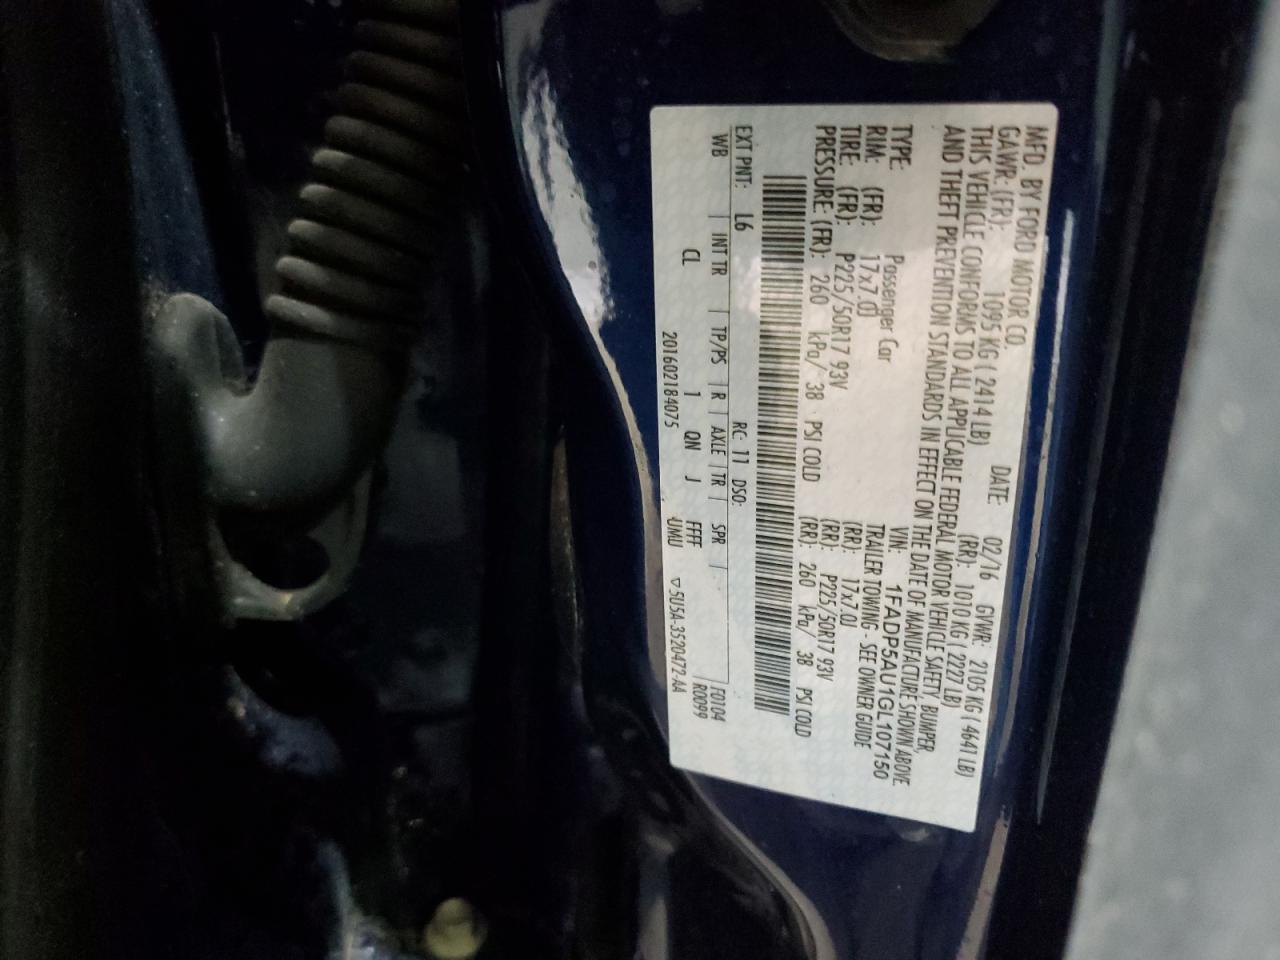 MFD. BY FORD MOTOR CO.
DATE: 02/16 GVWR: 2105 KG ( 4641 LB)
GAWR: (FR): 1095 KG ( 2414 LB) (RR): 1010 KG ( 2227 LB)
THIS VEHICLE CONFORMS TO ALL APPLICABLE FEDERAL MOTOR VEHICLE SAFETY, BUMPER,
AND THEFT PREVENTION STANDARDS IN EFFECT ON THE DATE OF MANUFACTURE SHOWN ABOVE.
VIN: 1FADP5AU1GL107150
TYPE: Passenger Car TRAILER TOWING - SEE OWNER GUIDE
RIM: (FR): 17x7.0J (RR): 17x7.0J
TIRE: (FR): P225/50R17 93V (RR): P225/50R17 93V
PRESSURE: (FR): 260 kPa/ 38 PSI COLD (RR): 260 kPa/ 38 PSI COLD
EXT PNT: L6 RC: 11 DSO:
WB | INT TR | TP/PS | R | AXLE | TR | SPR | F0104
CL 1 QN J FFFF R0099
201602184075 UMU ▽5U5A-3520472-AA